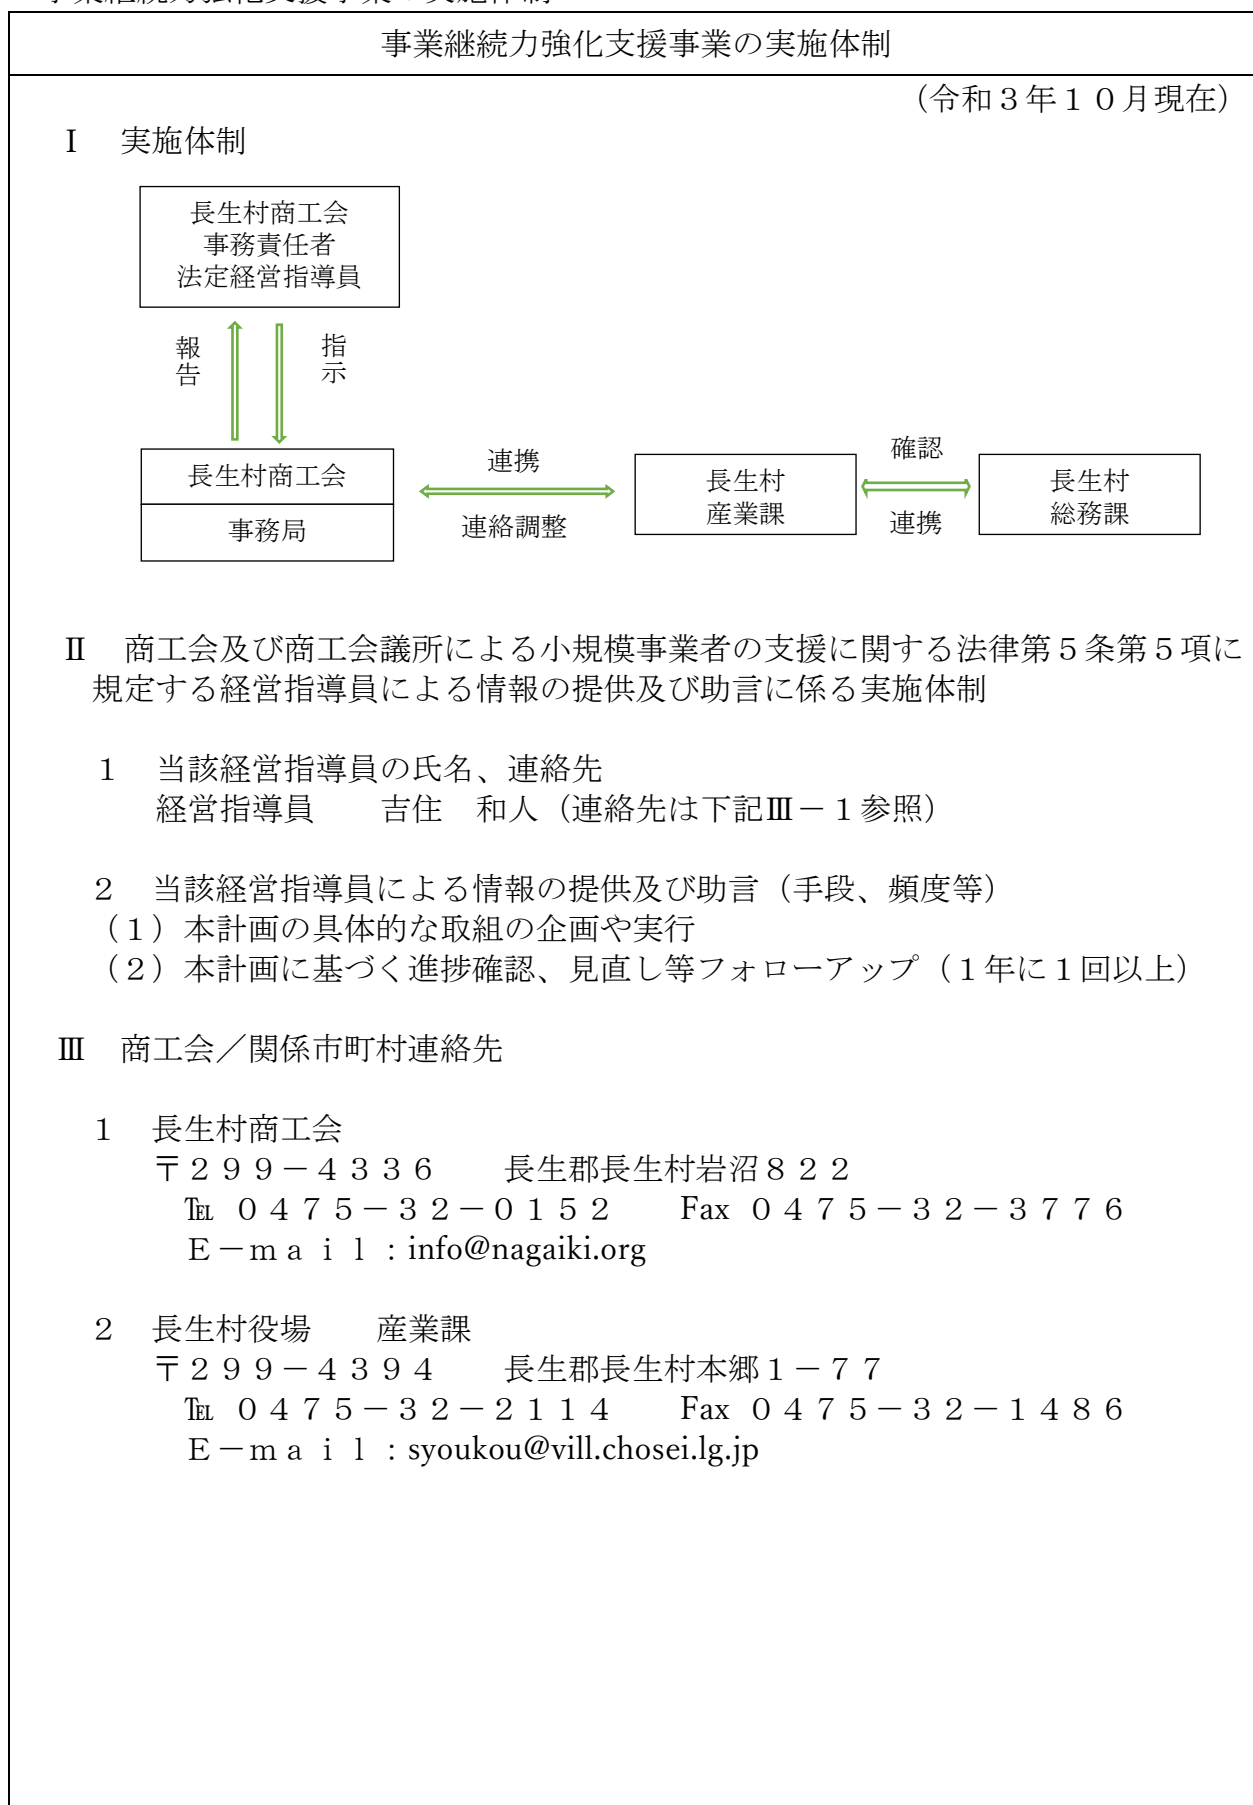 事業継続力強化支援事業の実施体制
（令和３年１０月現在）
Ⅰ　実施体制
長生村商工会
事務責任者
法定経営指導員
報告
指示
長生村商工会
事務局
連携
連絡調整
長生村
産業課
確認
連携
長生村
総務課
Ⅱ　商工会及び商工会議所による小規模事業者の支援に関する法律第５条第５項に
規定する経営指導員による情報の提供及び助言に係る実施体制
１　当該経営指導員の氏名、連絡先
経営指導員　　吉住　和人（連絡先は下記Ⅲ－１参照）
２　当該経営指導員による情報の提供及び助言（手段、頻度等）
（１）本計画の具体的な取組の企画や実行
（２）本計画に基づく進捗確認、見直し等フォローアップ（１年に１回以上）
Ⅲ　商工会／関係市町村連絡先
１　長生村商工会
〒２９９－４３３６　　長生郡長生村岩沼８２２
℡ ０４７５－３２－０１５２　　Fax ０４７５－３２－３７７６
Ｅ－ｍａｉｌ：info@nagaiki.org
２　長生村役場　　産業課
〒２９９－４３９４　　長生郡長生村本郷１－７７
℡ ０４７５－３２－２１１４　　Fax ０４７５－３２－１４８６
Ｅ－ｍａｉｌ：syoukou@vill.chosei.lg.jp